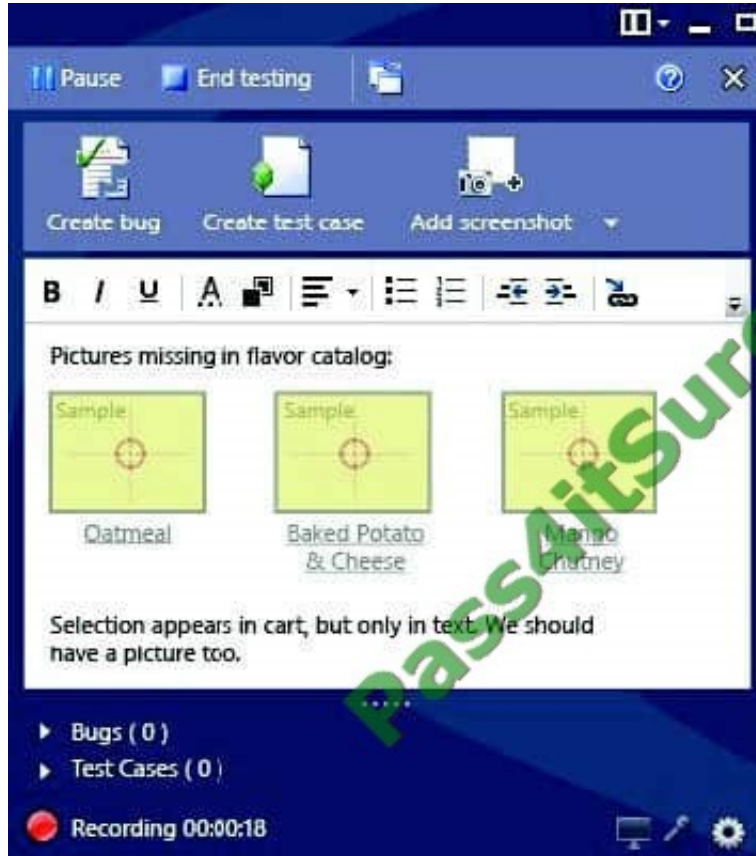 Pause End testing
Create bug Create test case Add screenshot
B I U A
Pictures missing in flavor catalog:
Sample Sample Sample
Oatmeal Baked Potato Mango
& Cheese Chutney
Selection appears in cart, but only in text. We should
have a picture too.
Bugs ( 0 )
Test Cases ( 0 )
Recording 00:00:18
Pass4itSure